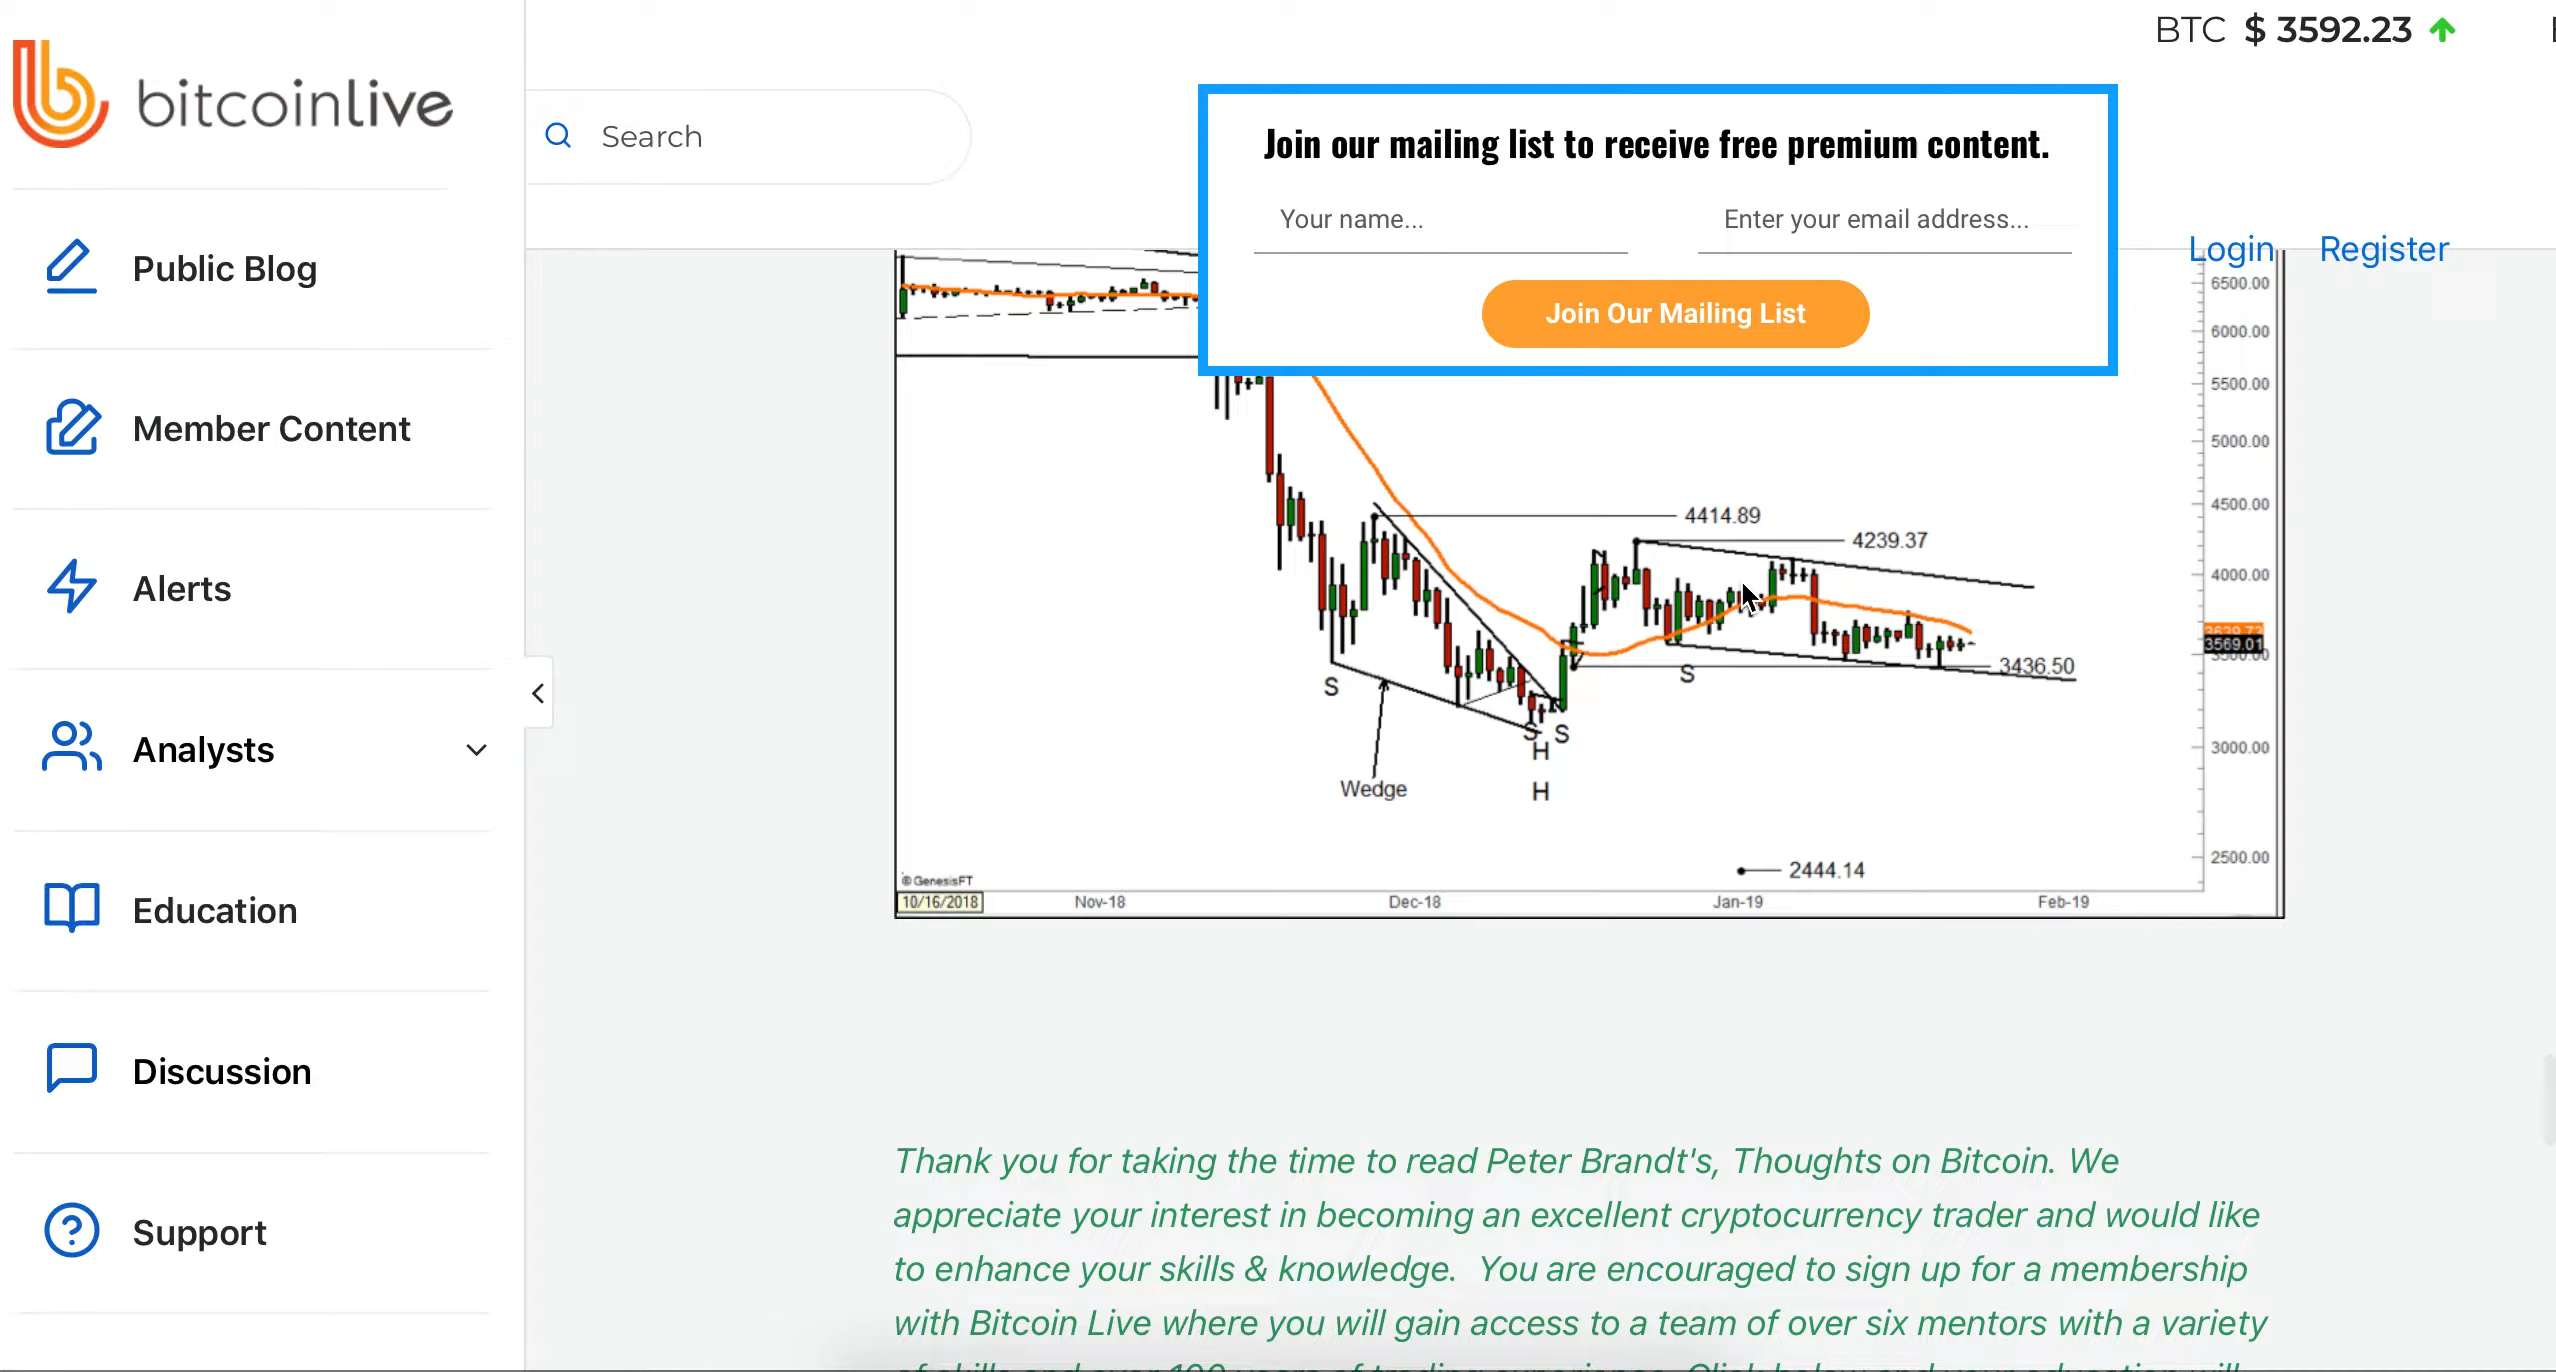 BTC $ 3592.23
bitcoinlive
Search
Join our mailing list to receive free premium content.
Your name...
Enter your email address...
Join Our Mailing List
Login
Register
Public Blog
Member Content
Alerts
Analysts
Education
Discussion
Support
6500.00
6000.00
5500.00
5000.00
4500.00
4000.00
3569.01
3500.00
3000.00
2500.00
4414.89
4239.37
3436.50
S
S
S
S
H
H
Wedge
2444.14
© GenesisFT
10/16/2018
Nov-18
Dec-18
Jan-19
Feb-19
Thank you for taking the time to read Peter Brandt's, Thoughts on Bitcoin. We
appreciate your interest in becoming an excellent cryptocurrency trader and would like
to enhance your skills & knowledge. You are encouraged to sign up for a membership
with Bitcoin Live where you will gain access to a team of over six mentors with a variety